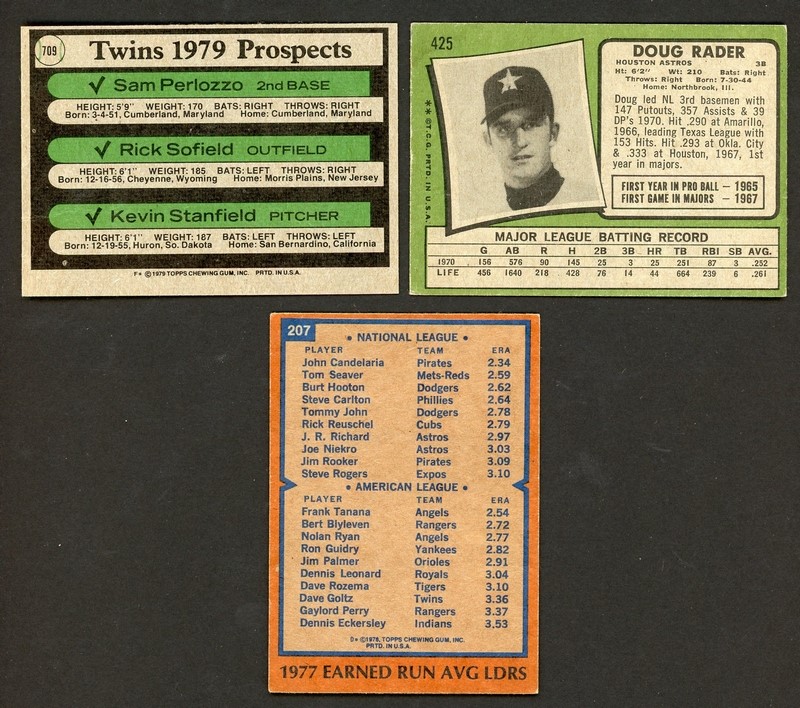 709
Twins 1979 Prospects
✓ Sam Perlozzo 2nd BASE
HEIGHT: 5'9" WEIGHT: 170 BATS: RIGHT THROWS: RIGHT
Born: 3-4-51, Cumberland, Maryland Home: Cumberland, Maryland
✓ Rick Sofield OUTFIELD
HEIGHT: 6'1" WEIGHT: 185 BATS: LEFT THROWS: RIGHT
Born: 12-16-56, Cheyenne, Wyoming Home: Morris Plains, New Jersey
✓ Kevin Stanfield PITCHER
HEIGHT: 6'1" WEIGHT: 187 BATS: LEFT THROWS: LEFT
Born: 12-19-55, Huron, So. Dakota Home: San Bernardino, California
F* ©1979 TOPPS CHEWING GUM, INC. PRTD. IN U.S.A.
425
**©T.C.G. PRTD. IN U.S.A.
DOUG RADER
HOUSTON ASTROS 3B
Ht: 6'2" Wt: 210 Bats: Right
Throws: Right Born: 7-30-44
Home: Northbrook, Ill.
Doug led NL 3rd basemen with
147 Putouts, 357 Assists & 39
DP's 1970. Hit .290 at Amarillo,
1966, leading Texas League with
153 Hits. Hit .293 at Okla. City
& .333 at Houston, 1967, 1st
year in majors.
FIRST YEAR IN PRO BALL — 1965
FIRST GAME IN MAJORS — 1967
MAJOR LEAGUE BATTING RECORD
G AB R H 2B 3B HR TB RBI SB AVG.
1970 156 576 90 145 25 3 25 251 87 3 .252
LIFE 456 1640 218 428 76 14 44 664 239 6 .261
207
• NATIONAL LEAGUE •
PLAYER TEAM ERA
John Candelaria Pirates 2.34
Tom Seaver Mets-Reds 2.59
Burt Hooton Dodgers 2.62
Steve Carlton Phillies 2.64
Tommy John Dodgers 2.78
Rick Reuschel Cubs 2.79
J. R. Richard Astros 2.97
Joe Niekro Astros 3.03
Jim Rooker Pirates 3.09
Steve Rogers Expos 3.10
• AMERICAN LEAGUE •
PLAYER TEAM ERA
Frank Tanana Angels 2.54
Bert Blyleven Rangers 2.72
Nolan Ryan Angels 2.77
Ron Guidry Yankees 2.82
Jim Palmer Orioles 2.91
Dennis Leonard Royals 3.04
Dave Rozema Tigers 3.10
Dave Goltz Twins 3.36
Gaylord Perry Rangers 3.37
Dennis Eckersley Indians 3.53
D* ©1978, TOPPS CHEWING GUM, INC.
PRTD. IN U.S.A.
1977 EARNED RUN AVG LDRS